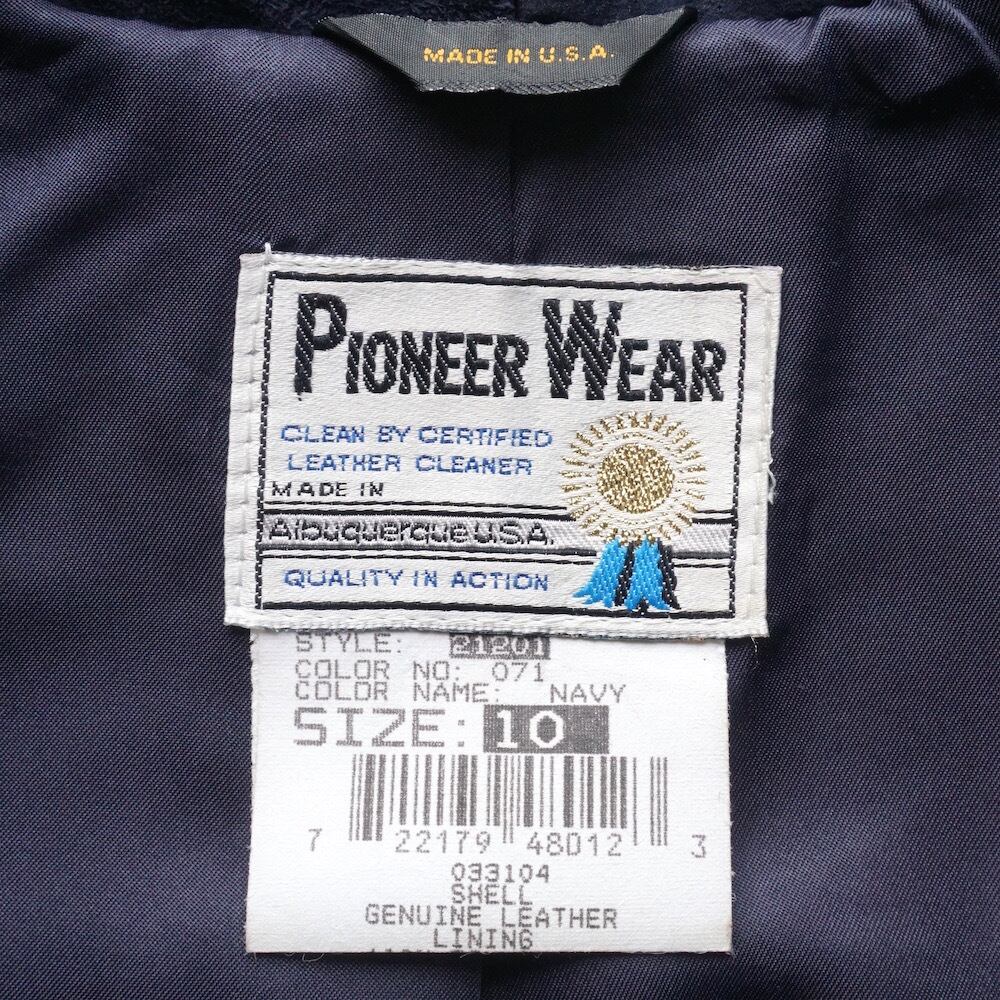 MADE IN U.S.A.
PIONEER WEAR
CLEAN BY CERTIFIED
LEATHER CLEANER
MADE IN
Albuquerque U.S.A.
QUALITY IN ACTION
STYLE: 21201
COLOR NO: 071
COLOR NAME: NAVY
SIZE: 10
7 22179 48012 3
033104
SHELL
GENUINE LEATHER
LINING